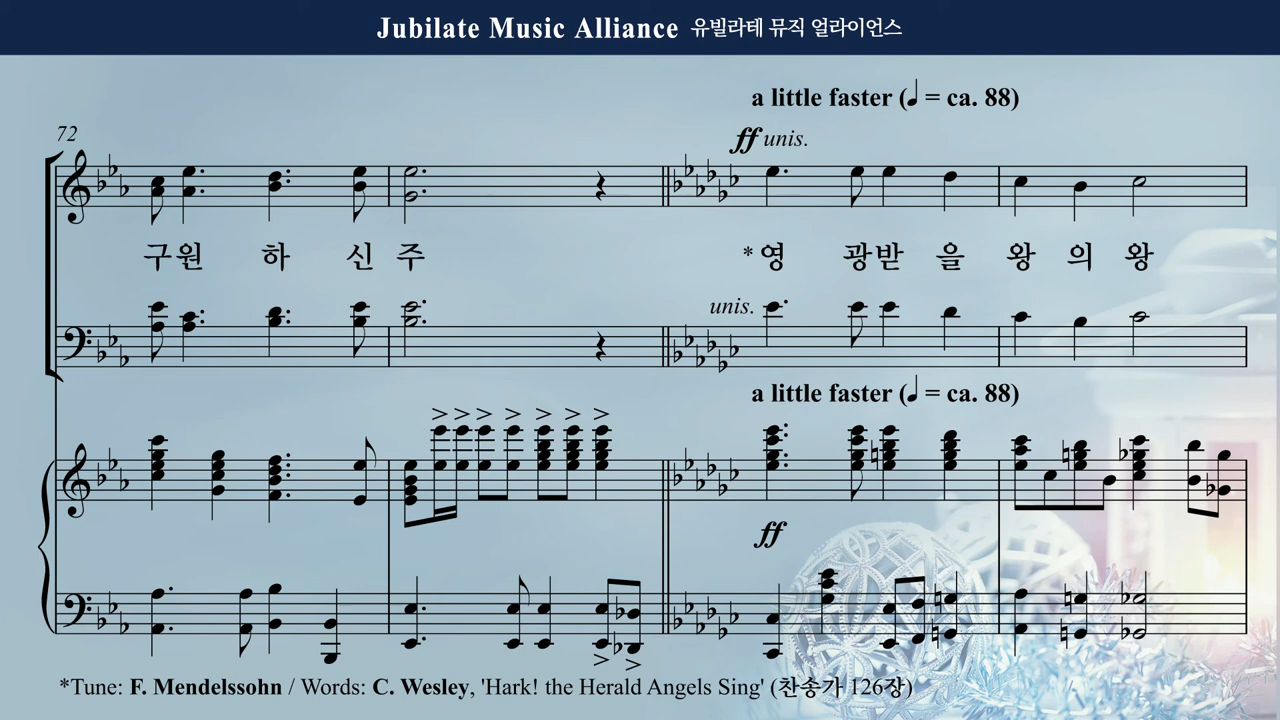 Jubilate Music Alliance 유빌라테 뮤직 얼라이언스
a little faster (♩ = ca. 88)
72
ff unis.
구원 하 신 주 *영 광받 을 왕 의 왕
unis.
a little faster (♩ = ca. 88)
ff
*Tune: F. Mendelssohn / Words: C. Wesley, 'Hark! the Herald Angels Sing' (찬송가 126장)